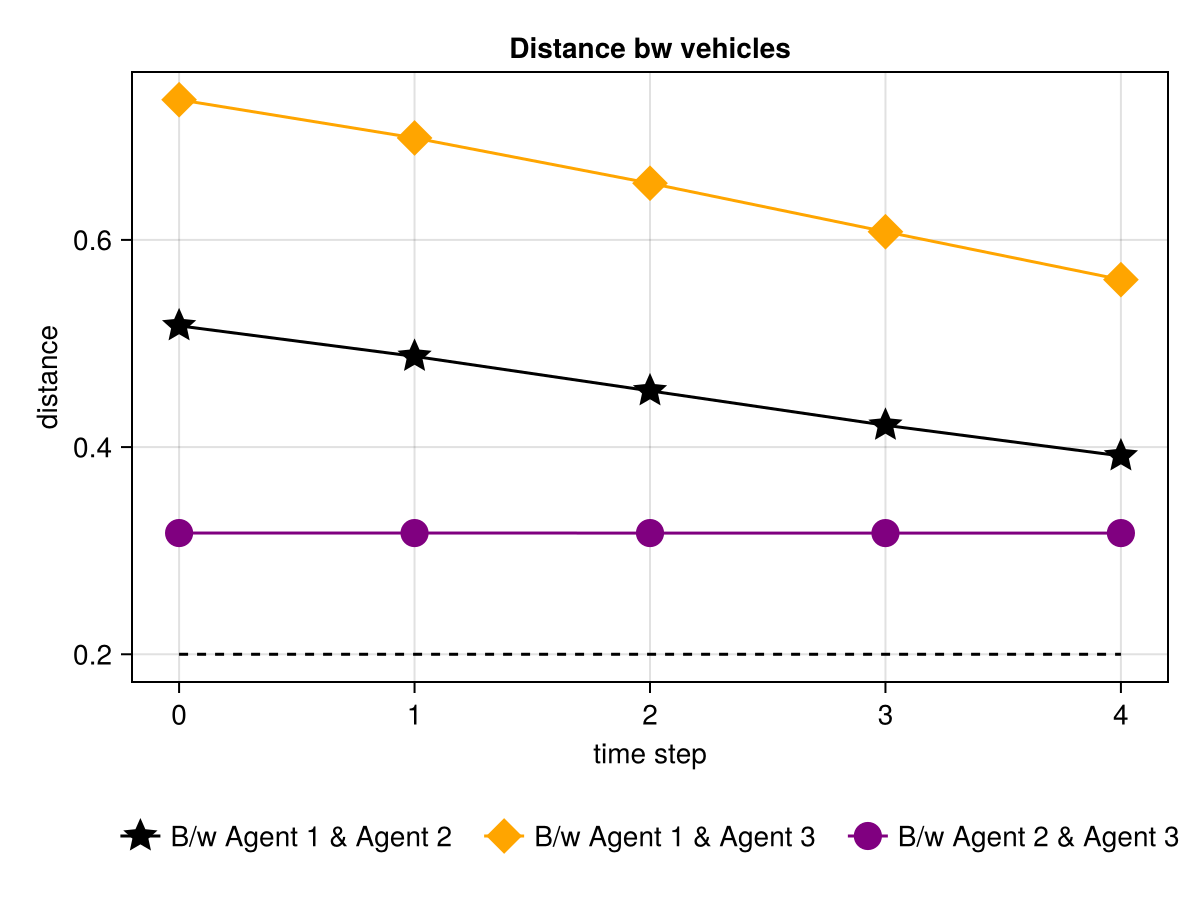 Distance bw vehicles
distance
0.6
0.4
0.2
0 1 2 3 4
time step
B/w Agent 1 & Agent 2 B/w Agent 1 & Agent 3 B/w Agent 2 & Agent 3